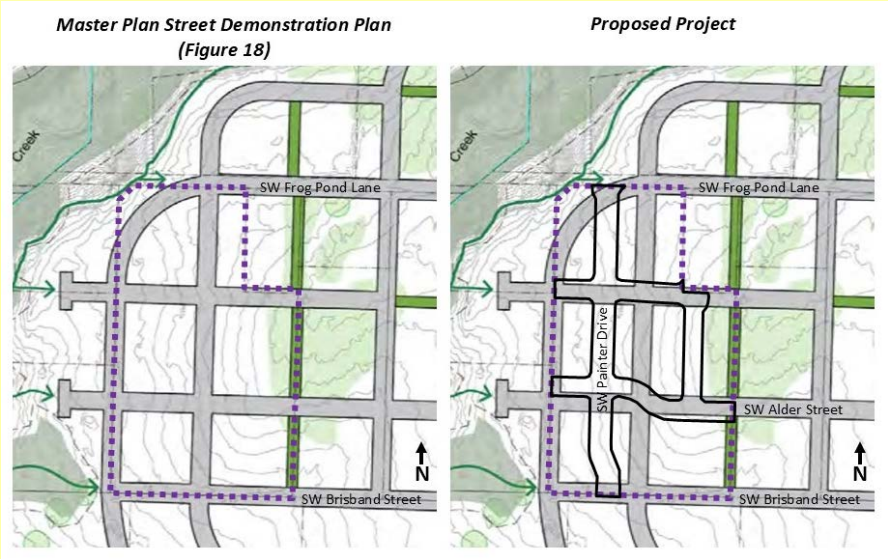 Master Plan Street Demonstration Plan
(Figure 18)
Creek
SW Frog Pond Lane
N
SW Brisband Street
Proposed Project
Creek
SW Frog Pond Lane
SW Painter Drive
SW Alder Street
N
SW Brisband Street